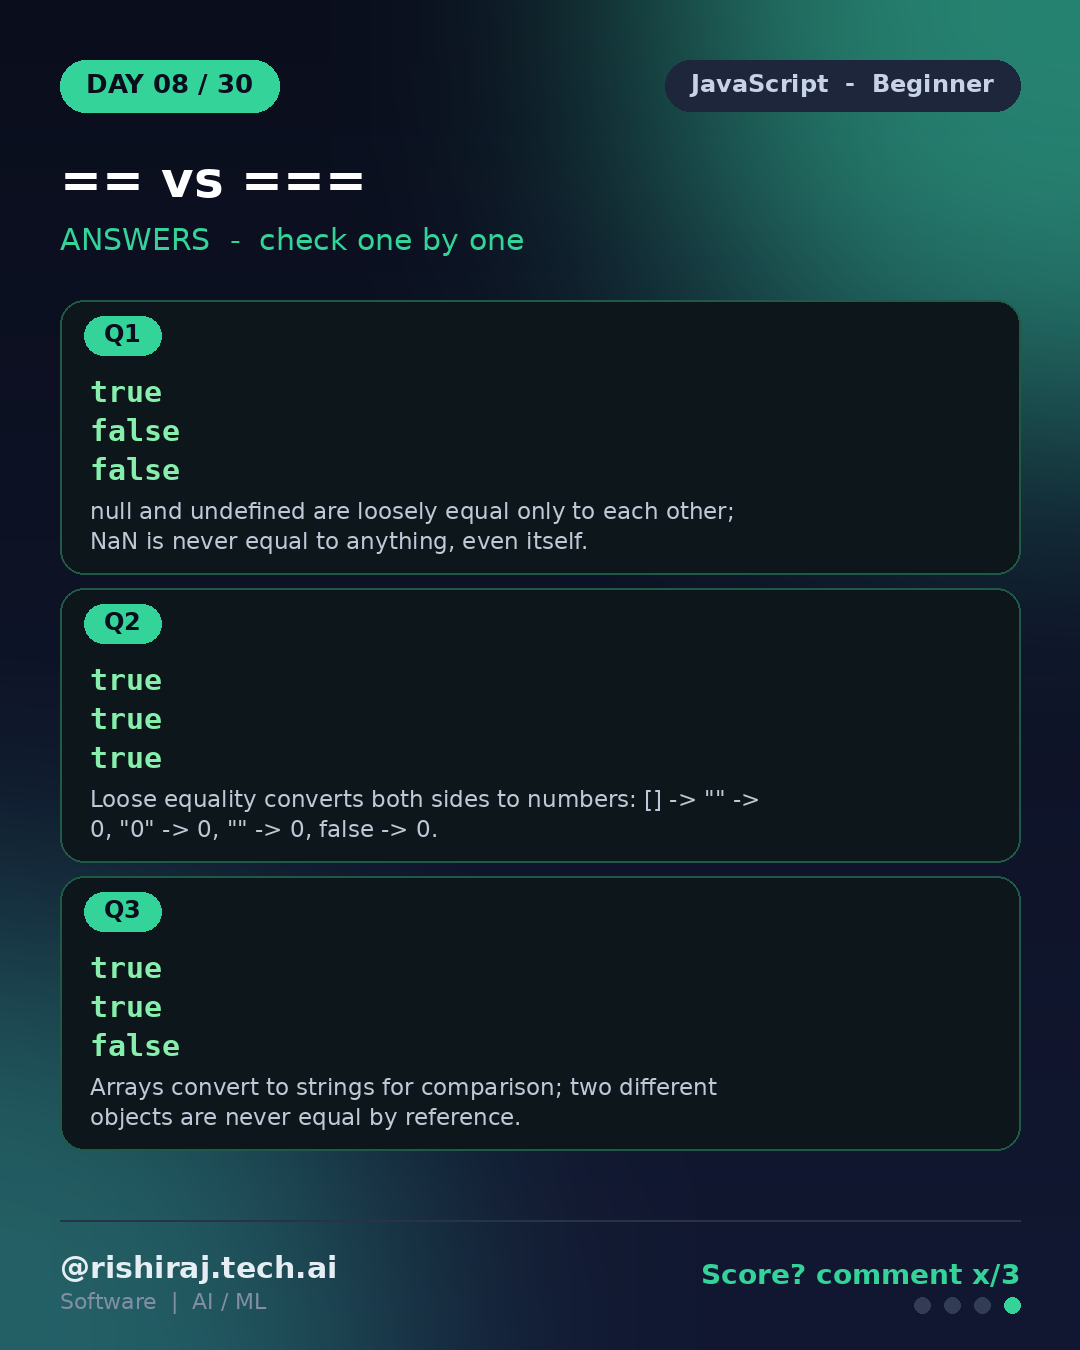 DAY 08 / 30
JavaScript - Beginner
== vs ===
ANSWERS - check one by one
Q1
true
false
false
null and undefined are loosely equal only to each other;
NaN is never equal to anything, even itself.
Q2
true
true
true
Loose equality converts both sides to numbers: [] -> "" ->
0, "0" -> 0, "" -> 0, false -> 0.
Q3
true
true
false
Arrays convert to strings for comparison; two different
objects are never equal by reference.
@rishiraj.tech.ai
Score? comment x/3
Software | AI / ML